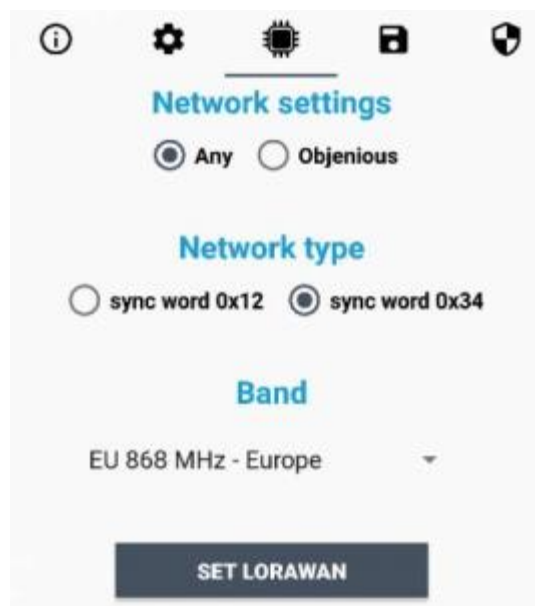 Network settings
Any Objenious
Network type
sync word 0x12 sync word 0x34
Band
EU 868 MHz - Europe
SET LORAWAN